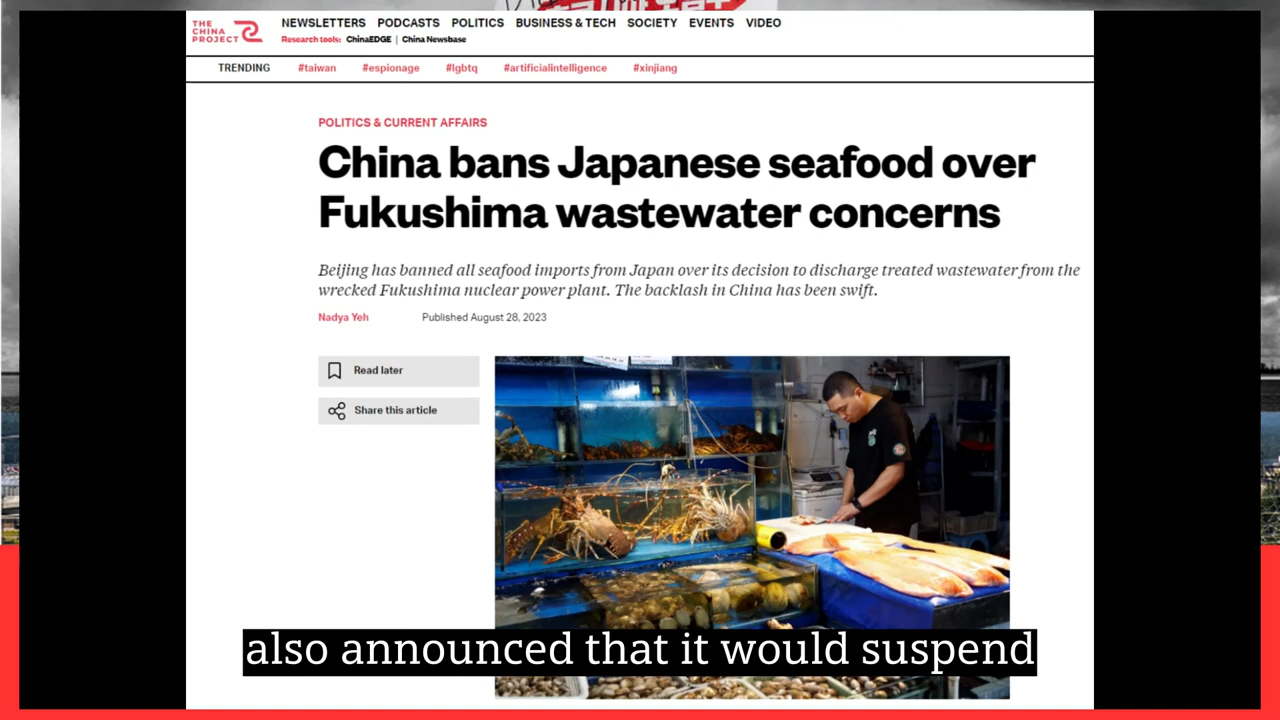 THE
CHINA
PROJECT
NEWSLETTERS PODCASTS POLITICS BUSINESS & TECH SOCIETY EVENTS VIDEO
Research tools: ChinaEDGE | China Newsbase
TRENDING #taiwan #espionage #lgbtq #artificialintelligence #xinjiang
POLITICS & CURRENT AFFAIRS
China bans Japanese seafood over
Fukushima wastewater concerns
Beijing has banned all seafood imports from Japan over its decision to discharge treated wastewater from the
wrecked Fukushima nuclear power plant. The backlash in China has been swift.
Nadya Yeh Published August 28, 2023
Read later
Share this article
also announced that it would suspend